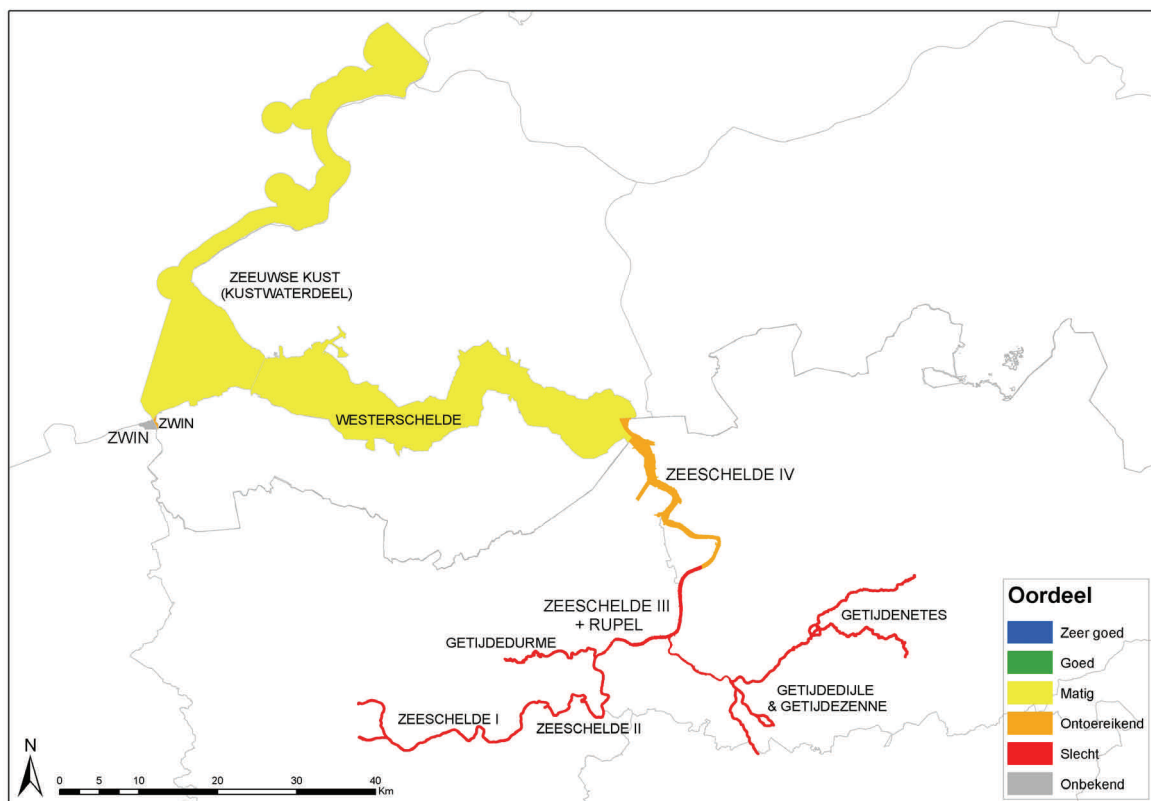 ZEEUWSE KUST
(KUSTWATERDEEL)
WESTERSCHELDE
ZWIN
ZWIN
ZEESCHELDE IV
ZEESCHELDE III
+ RUPEL
GETIJDENETES
GETIJDEDURME
GETIJDEDIJLE
& GETIJDEZENNE
ZEESCHELDE I
ZEESCHELDE II
Oordeel
Zeer goed
Goed
Matig
Ontoereikend
Slecht
Onbekend
N
0 5 10 20 30 40
Km